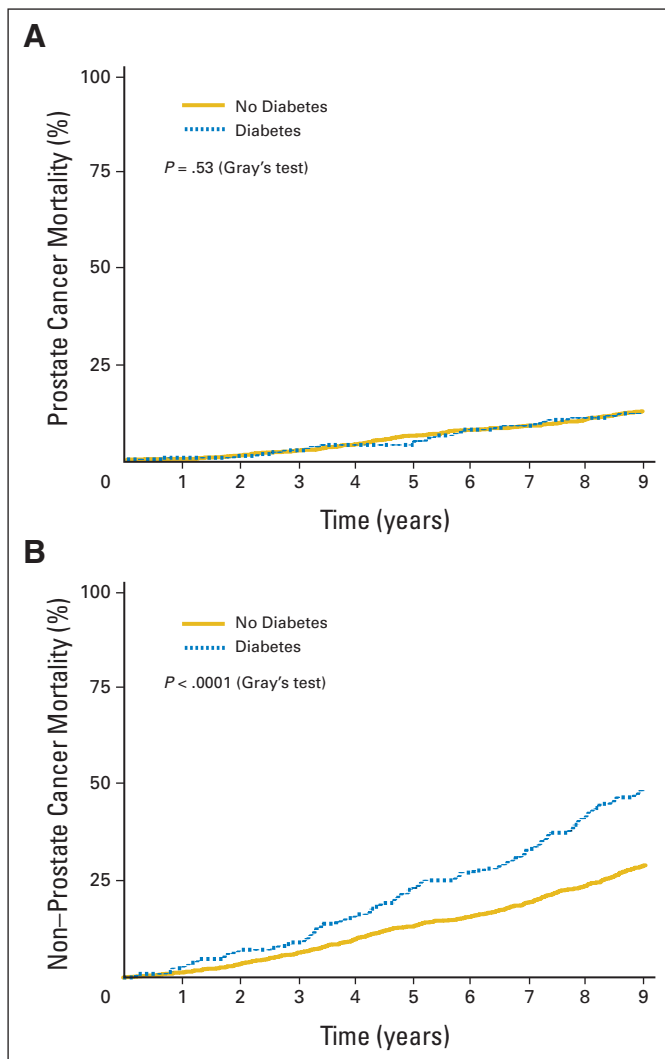 A
Prostate Cancer Mortality (%)
100
75
50
25
No Diabetes
Diabetes
P = .53 (Gray's test)
0 1 2 3 4 5 6 7 8 9
Time (years)
B
Non–Prostate Cancer Mortality (%)
100
75
50
25
No Diabetes
Diabetes
P < .0001 (Gray's test)
0 1 2 3 4 5 6 7 8 9
Time (years)